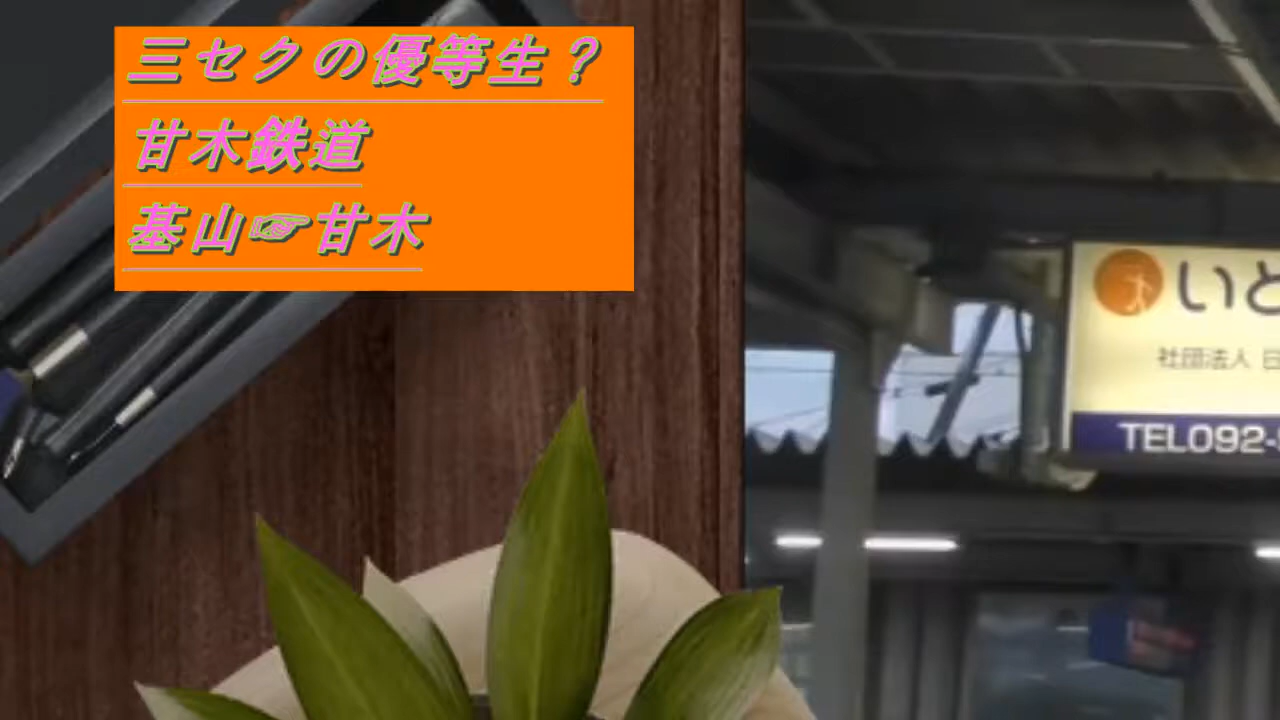 三セクの優等生？
甘木鉄道
基山☞甘木
いと
社団法人 日
TEL092-